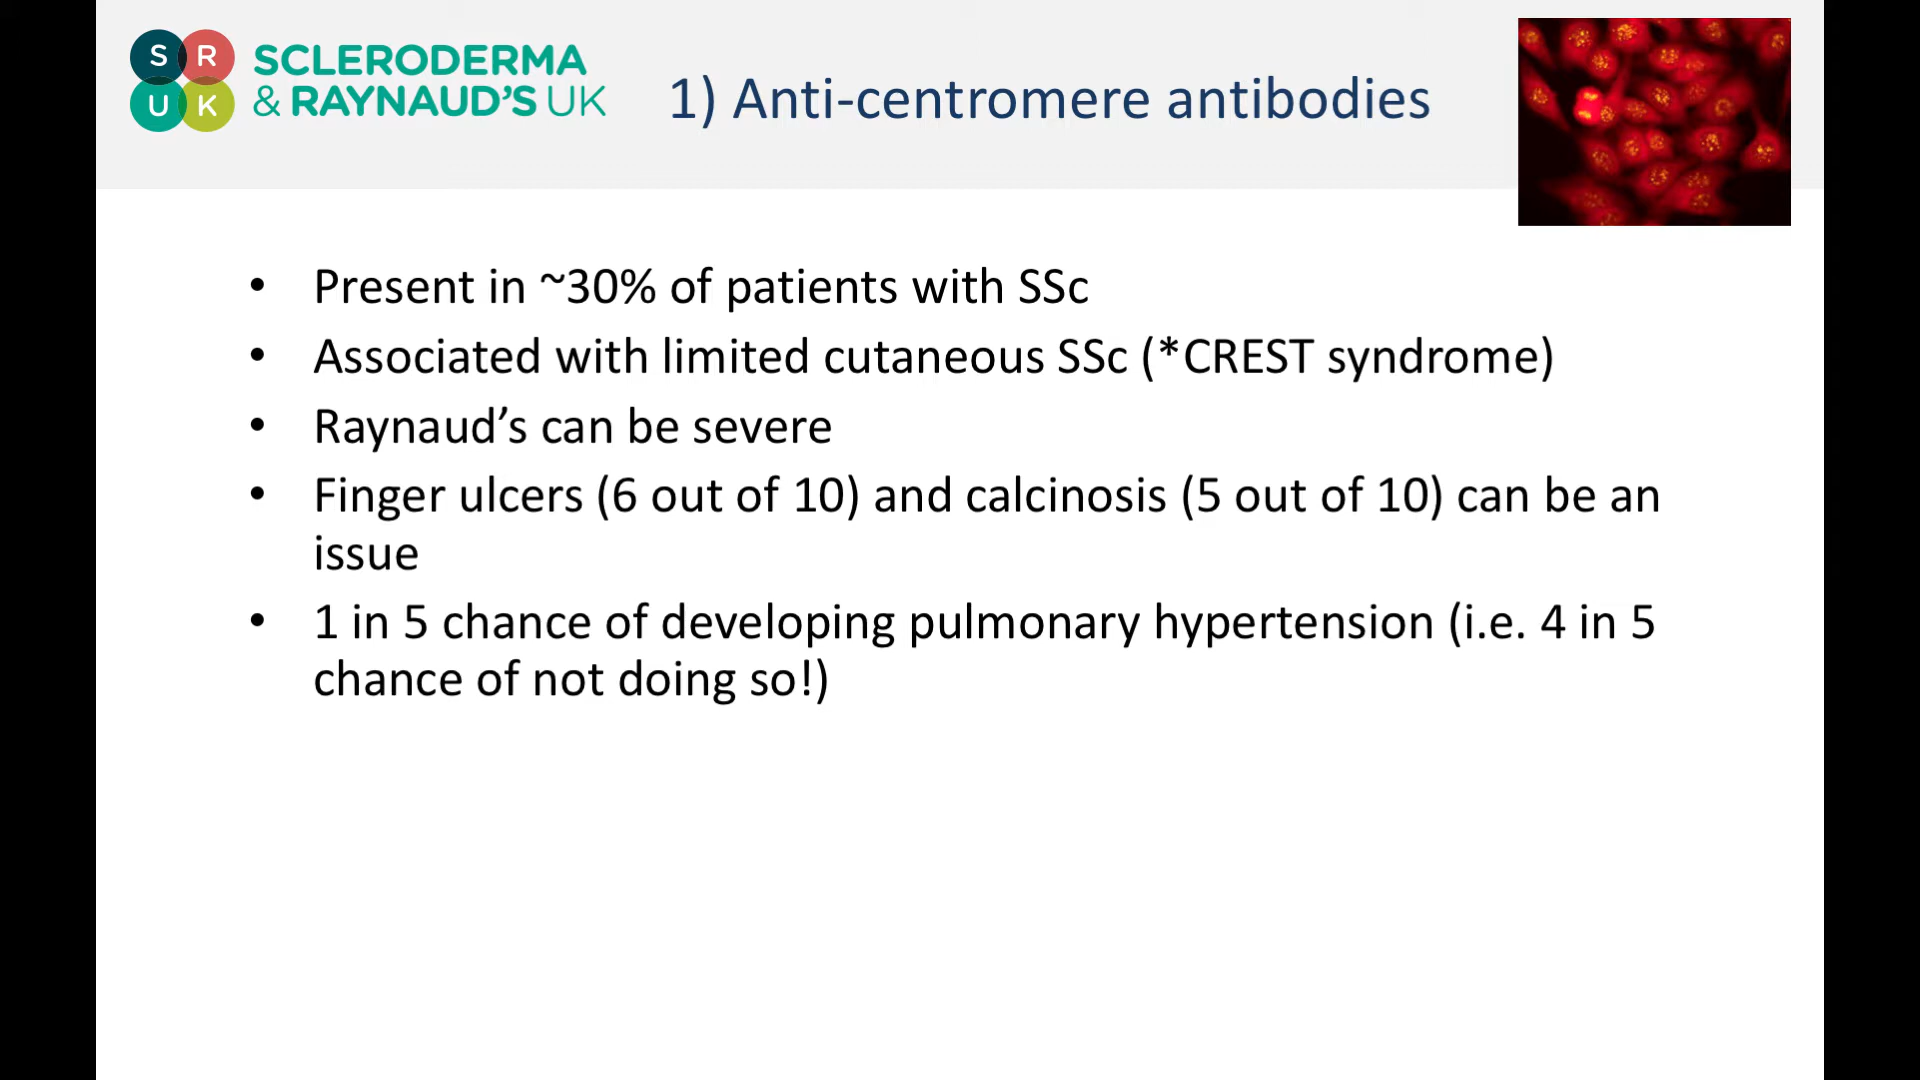 S R
U K
SCLERODERMA
& RAYNAUD'S UK
1) Anti-centromere antibodies
• Present in ~30% of patients with SSc
• Associated with limited cutaneous SSc (*CREST syndrome)
• Raynaud’s can be severe
• Finger ulcers (6 out of 10) and calcinosis (5 out of 10) can be an
issue
• 1 in 5 chance of developing pulmonary hypertension (i.e. 4 in 5
chance of not doing so!)